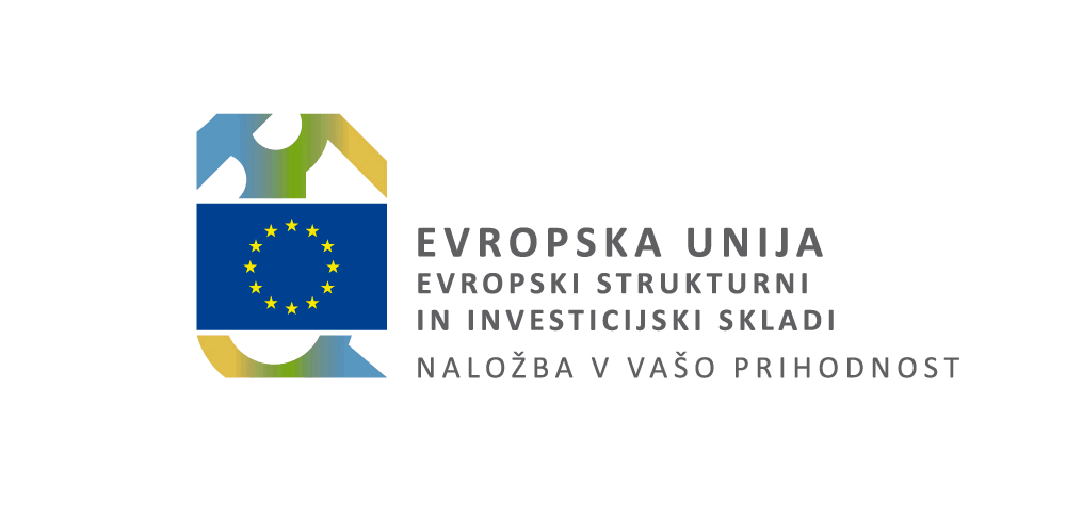 EVROPSKA UNIJA
EVROPSKI STRUKTURNI
IN INVESTICIJSKI SKLADI
NALOŽBA V VAŠO PRIHODNOST